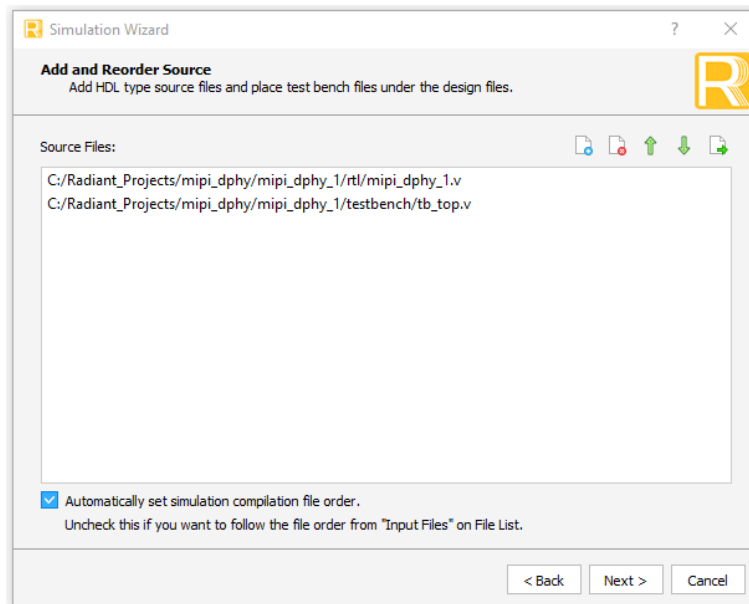 Simulation Wizard
Add and Reorder Source
Add HDL type source files and place test bench files under the design files.
Source Files:
C:/Radiant_Projects/mipi_dphy/mipi_dphy_1/rtl/mipi_dphy_1.v
C:/Radiant_Projects/mipi_dphy/mipi_dphy_1/testbench/tb_top.v
Automatically set simulation compilation file order.
Uncheck this if you want to follow the file order from "Input Files" on File List.
< Back Next > Cancel